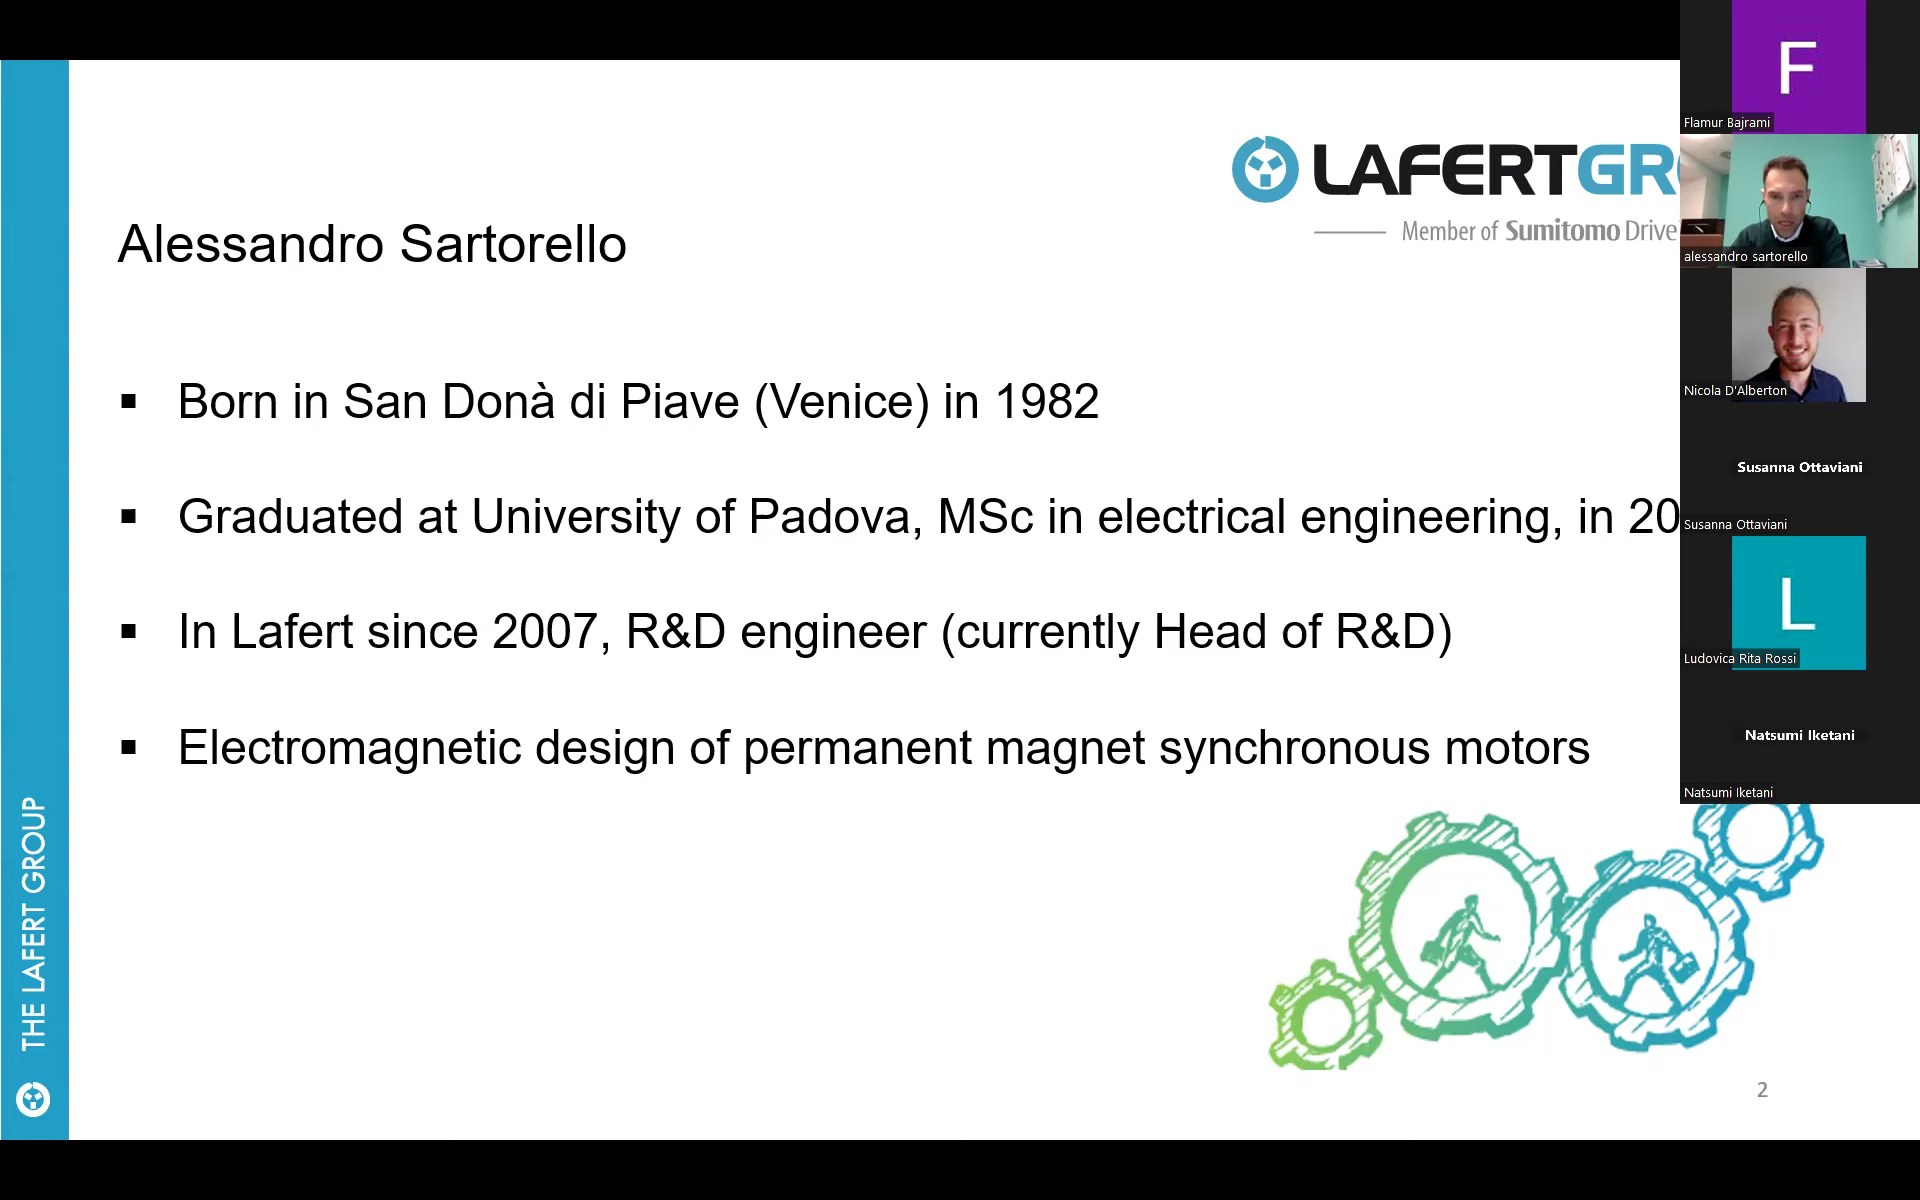 LAFERTGR
Member of Sumitomo Drive
Alessandro Sartorello
▪ Born in San Donà di Piave (Venice) in 1982
▪ Graduated at University of Padova, MSc in electrical engineering, in 20
▪ In Lafert since 2007, R&D engineer (currently Head of R&D)
▪ Electromagnetic design of permanent magnet synchronous motors
THE LAFERT GROUP
2
F
Flamur Bajrami
alessandro sartorello
Nicola D'Alberton
Susanna Ottaviani
Susanna Ottaviani
L
Ludovica Rita Rossi
Natsumi Iketani
Natsumi Iketani